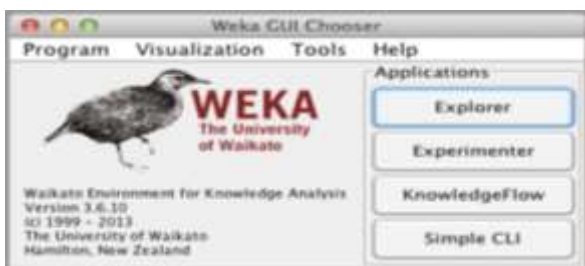 Weka GUI Chooser
Program Visualization Tools Help
Applications
WEKA
The University
of Waikato
Explorer
Experimenter
KnowledgeFlow
Simple CLI
Waikato Environment for Knowledge Analysis
Version 3.6.10
(c) 1999 - 2013
The University of Waikato
Hamilton, New Zealand